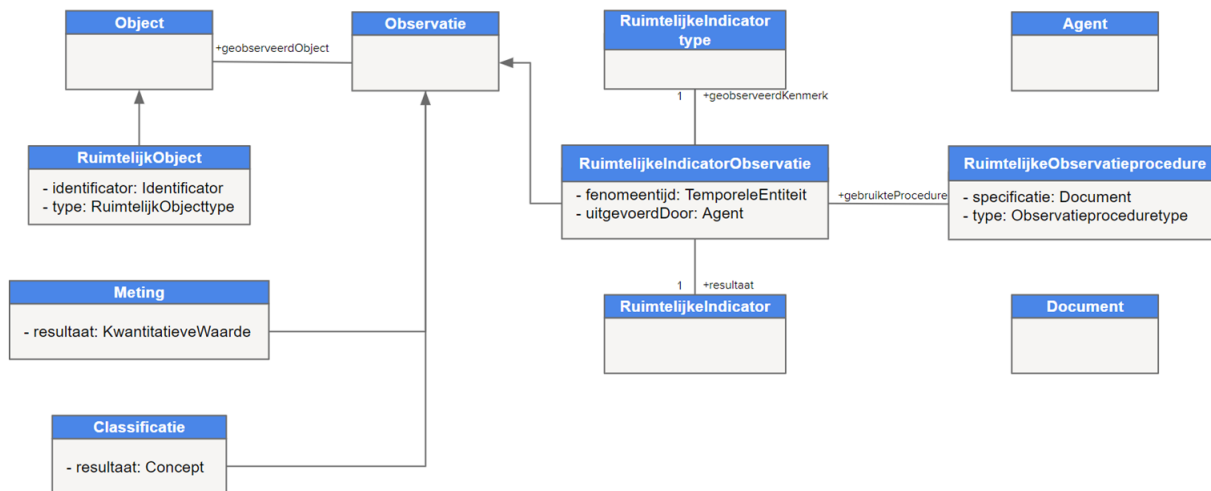 Object
+geobserveerdObject
Observatie
RuimtelijkeIndicator
type
Agent
1
+geobserveerdKenmerk
RuimtelijkObject
- identificator: Identificator
- type: RuimtelijkObjecttype
RuimtelijkeIndicatorObservatie
- fenomeentijd: TemporeleEntiteit
- uitgevoerdDoor: Agent
+gebruikteProcedure
RuimtelijkeObservatieprocedure
- specificatie: Document
- type: Observatieproceduretype
Meting
- resultaat: KwantitatieveWaarde
1
+resultaat
RuimtelijkeIndicator
Document
Classificatie
- resultaat: Concept